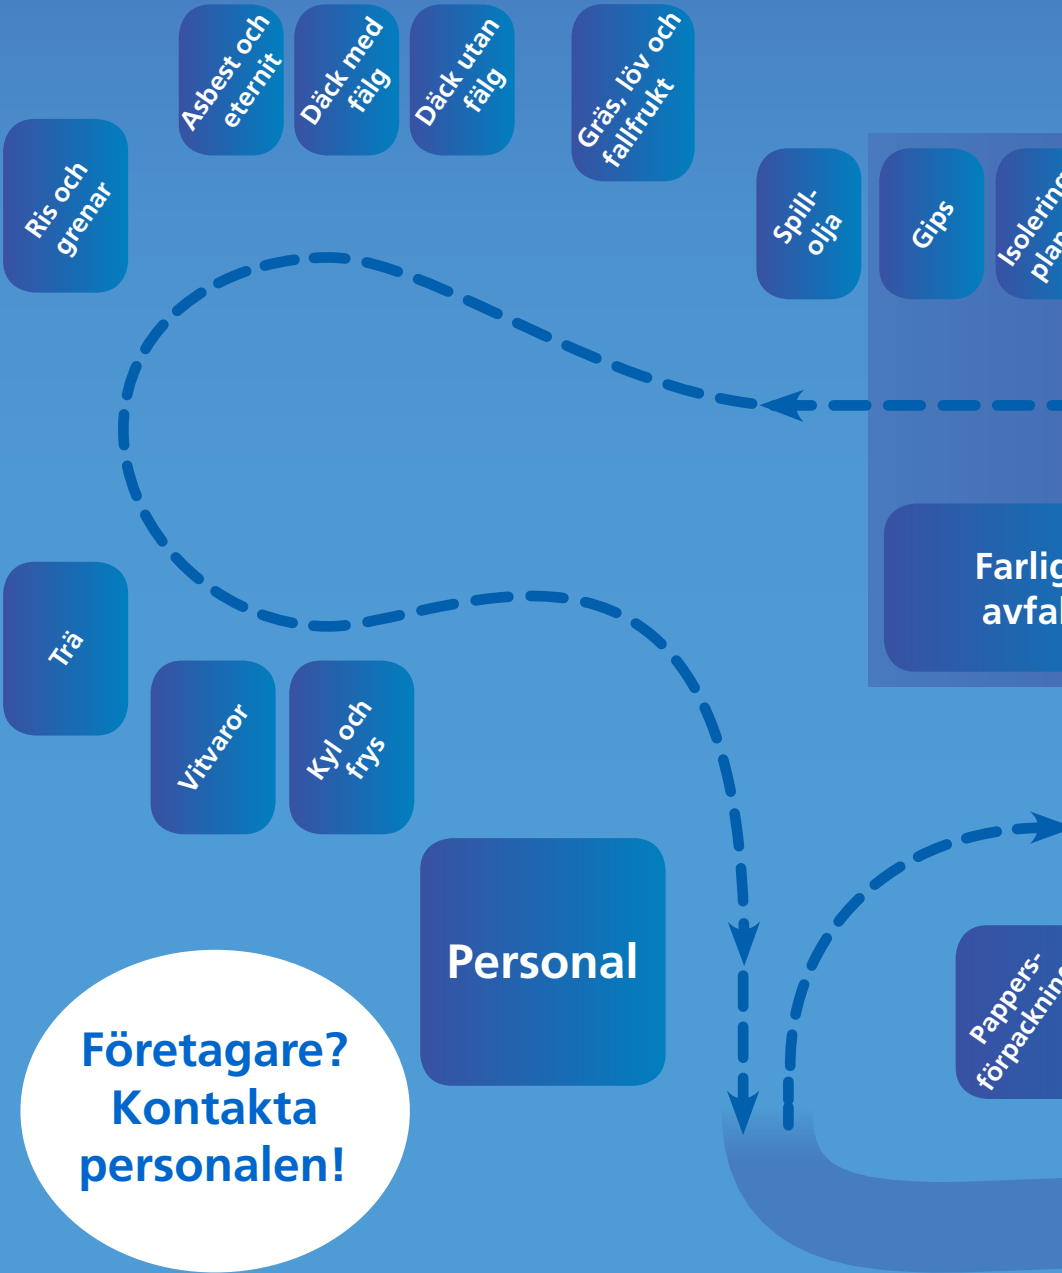 Asbest och
eternit
Däck med
fälg
Däck utan
fälg
Gräs, löv och
fallfrukt
Ris och
grenar
Spill-
olja
Gips
Trä
Vitvaror
Kyl och
frys
Personal
Pappers-
Företagare?
Kontakta
personalen!